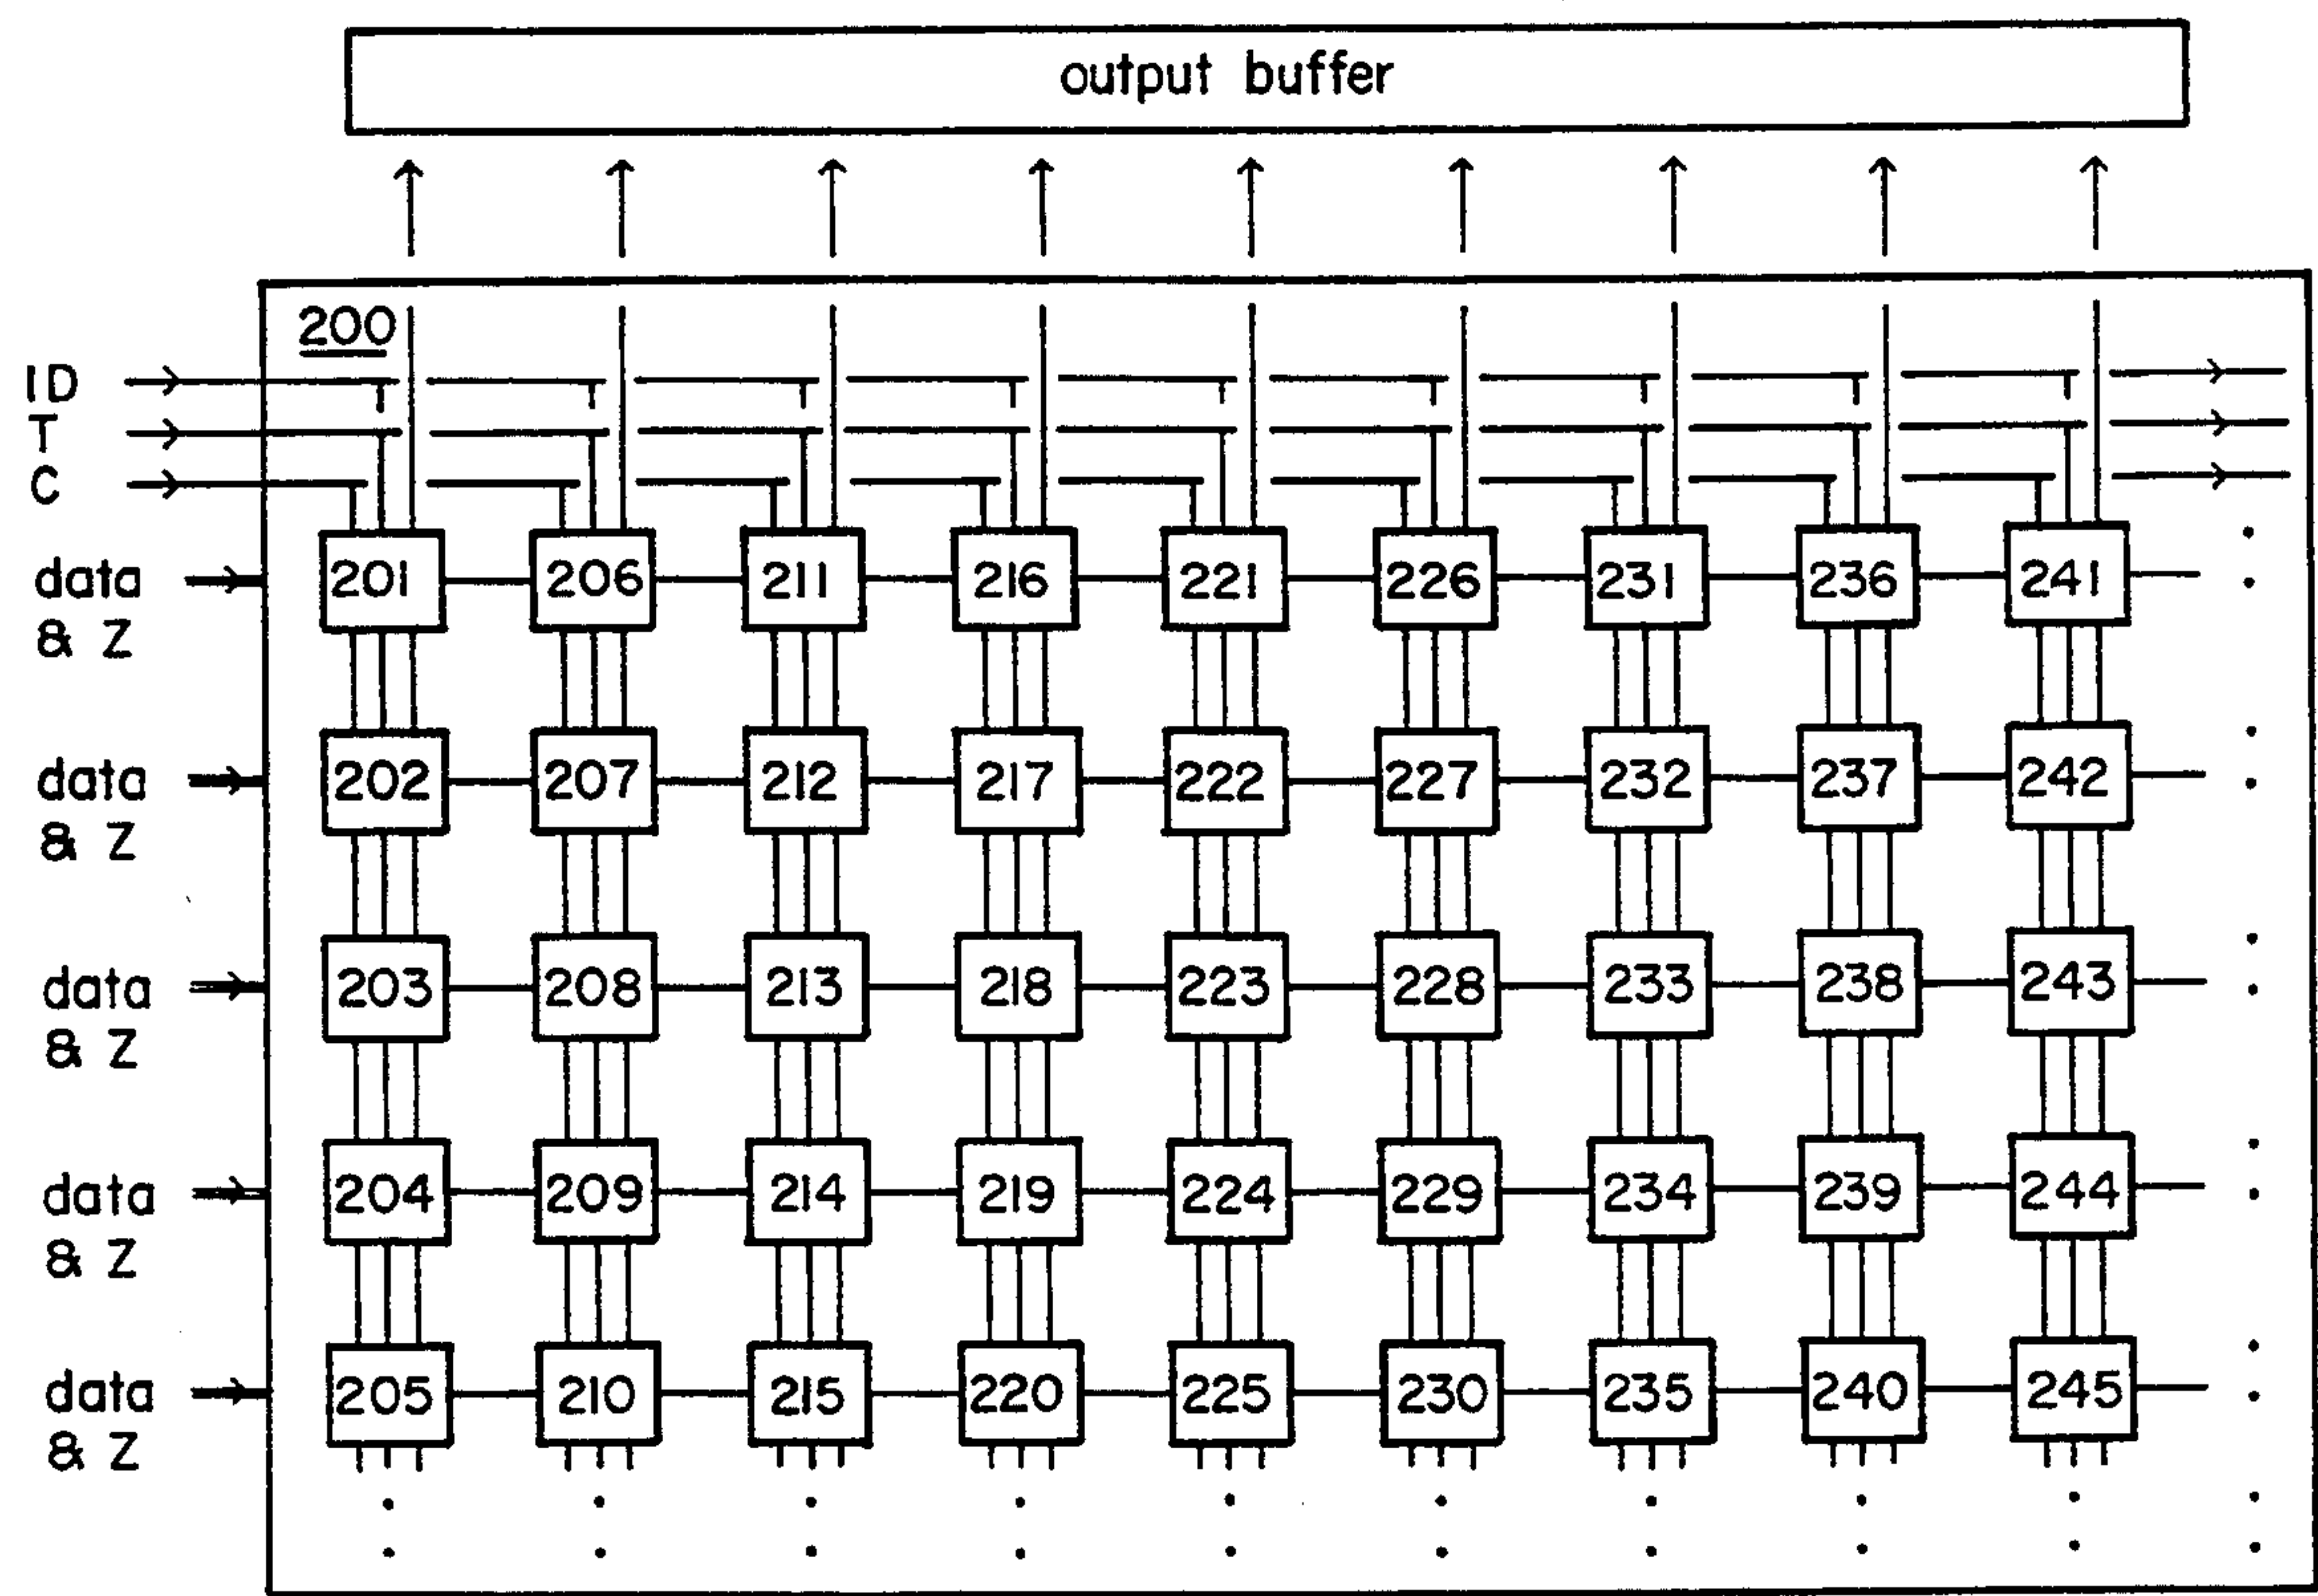 output buffer
200
ID
T
C
data & Z
201 206 211 216 221 226 231 236 241
data & Z
202 207 212 217 222 227 232 237 242
data & Z
203 208 213 218 223 228 233 238 243
data & Z
204 209 214 219 224 229 234 239 244
data & Z
205 210 215 220 225 230 235 240 245